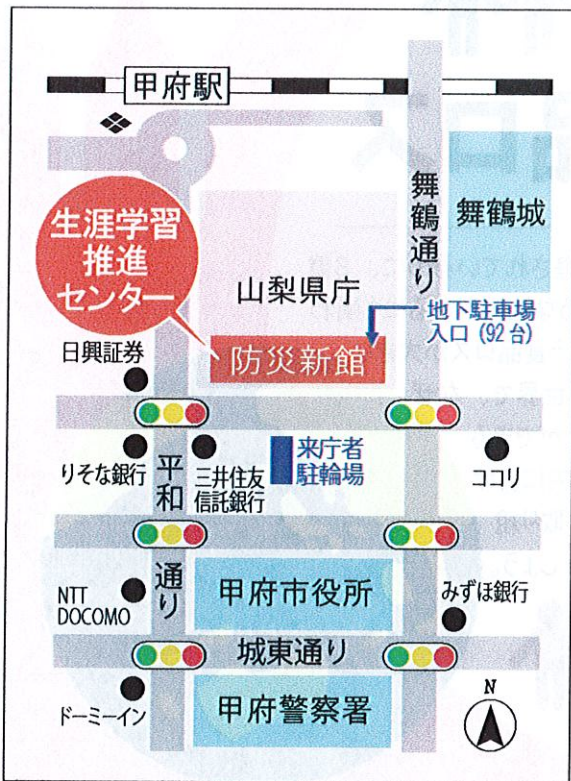 甲府駅
舞鶴通り
舞鶴城
生涯学習
推進
センター
山梨県庁
地下駐車場
入口（92台）
防災新館
日興証券
りそな銀行
平和
通り
三井住友
信託銀行
来庁者
駐輪場
ココリ
NTT
DOCOMO
甲府市役所
みずほ銀行
城東通り
ドーミーイン
甲府警察署
N